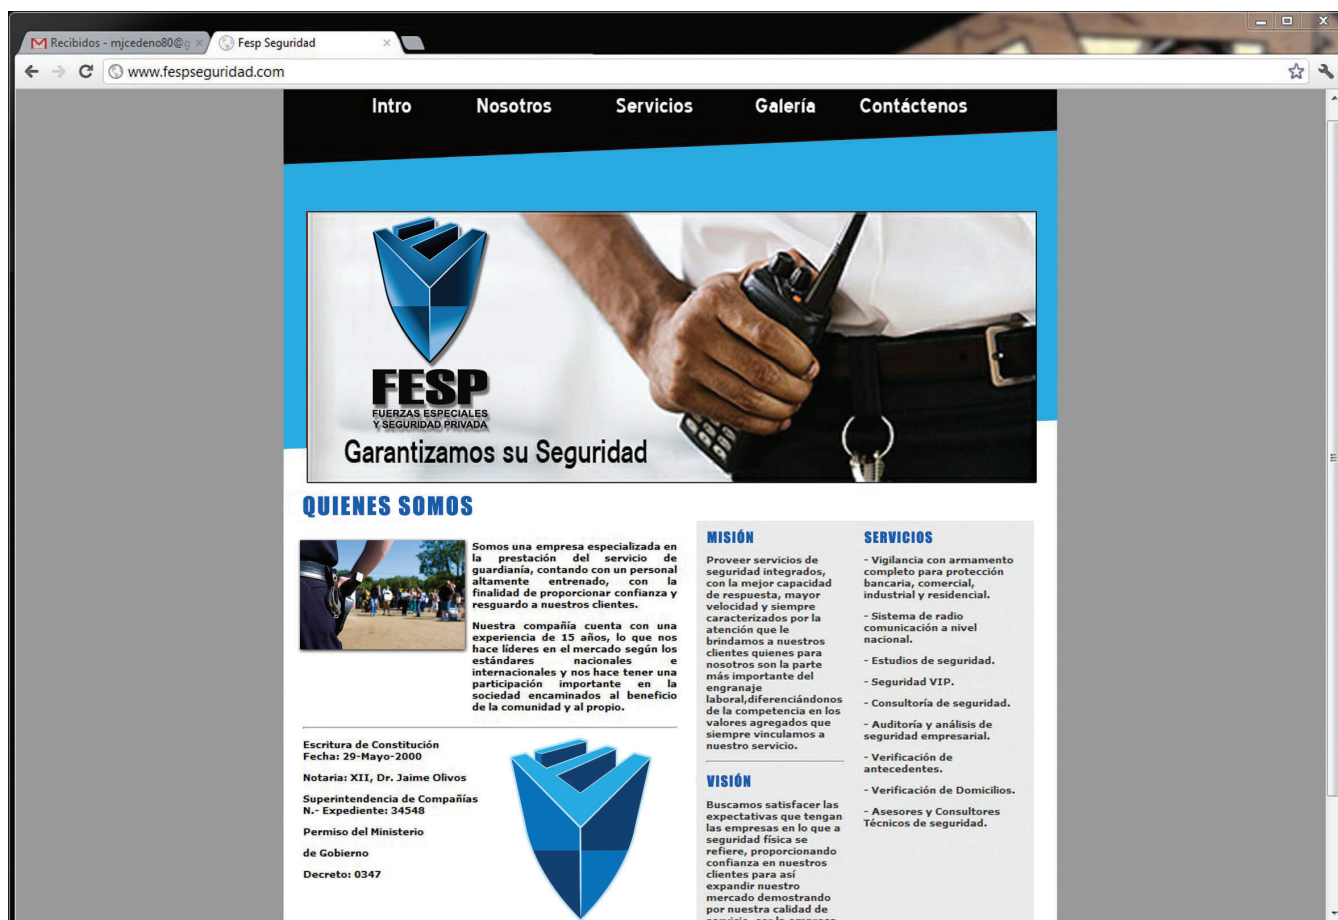 Recibidos - mjcedeno80@g
Fesp Seguridad
www.fespseguridad.com
Intro
Nosotros
Servicios
Galería
Contáctenos
FESP
FUERZAS ESPECIALES
Y SEGURIDAD PRIVADA
Garantizamos su Seguridad
QUIENES SOMOS
Somos una empresa especializada en
la prestación del servicio de
guardianía, contando con un personal
altamente entrenado, con la
finalidad de proporcionar confianza y
resguardo a nuestros clientes.
Nuestra compañía cuenta con una
experiencia de 15 años, lo que nos
hace líderes en el mercado según los
estándares nacionales e
internacionales y nos hace tener una
participación importante en la
sociedad encaminados al beneficio
de la comunidad y al propio.
Escritura de Constitución
Fecha: 29-Mayo-2000
Notaria: XII, Dr. Jaime Olivos
Superintendencia de Compañías
N.- Expediente: 34548
Permiso del Ministerio
de Gobierno
Decreto: 0347
MISIÓN
Proveer servicios de
seguridad integrados,
con la mejor capacidad
de respuesta, mayor
velocidad y siempre
caracterizados por la
atención que le
brindamos a nuestros
clientes quienes para
nosotros son la parte
más importante del
engranaje
laboral,diferenciándonos
de la competencia en los
valores agregados que
siempre vinculamos a
nuestro servicio.
VISIÓN
Buscamos satisfacer las
expectativas que tengan
las empresas en lo que a
seguridad física se
refiere, proporcionando
confianza en nuestros
clientes para así
expandir nuestro
mercado demostrando
por nuestra calidad de
SERVICIOS
- Vigilancia con armamento
completo para protección
bancaria, comercial,
industrial y residencial.
- Sistema de radio
comunicación a nivel
nacional.
- Estudios de seguridad.
- Seguridad VIP.
- Consultoría de seguridad.
- Auditoría y análisis de
seguridad empresarial.
- Verificación de
antecedentes.
- Verificación de Domicilios.
- Asesores y Consultores
Técnicos de seguridad.